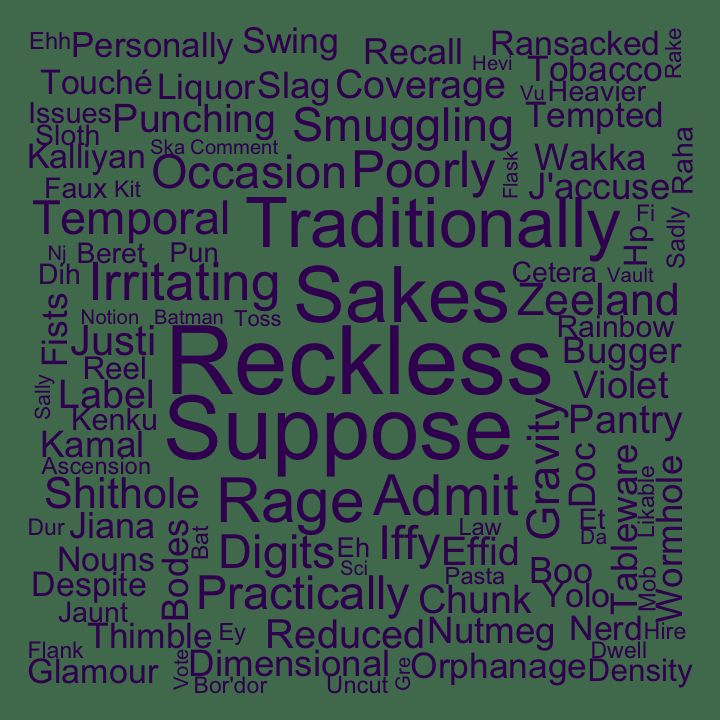 Ehh Personally Swing Recall Ransacked Rake
Hevi
Touché Liquor Slag Coverage Tobacco
Vu Heavier
Issues Punching Smuggling Tempted
Sloth
Kalliyan Ska Comment Occasion Poorly Flask Wakka Raha
Faux Kit J'accuse
Temporal Traditionally Hp Fi Sadly
Nj Beret Pun
Dih Irritating Sakes Cetera Vault
Zeeland
Fists Notion Batman Toss Rainbow
Justi Reckless Bugger
Reel
Sally Label Violet
Kenku Suppose Gravity Pantry
Kamal
Ascension Doc Tableware Likable Wormhole
Shithole Rage Admit
Dur Jiana Bodes Bat Law Et
Digits Eh Iffy Effid Da
Nouns Sci Pasta Boo Mob
Despite Practically Chunk Yolo
Jaunt
Thimble Ey Reduced Nutmeg Nerd Hire
Flank Vote Dimensional Gre Orphanage Dwell
Glamour Bor'dor Uncut Density